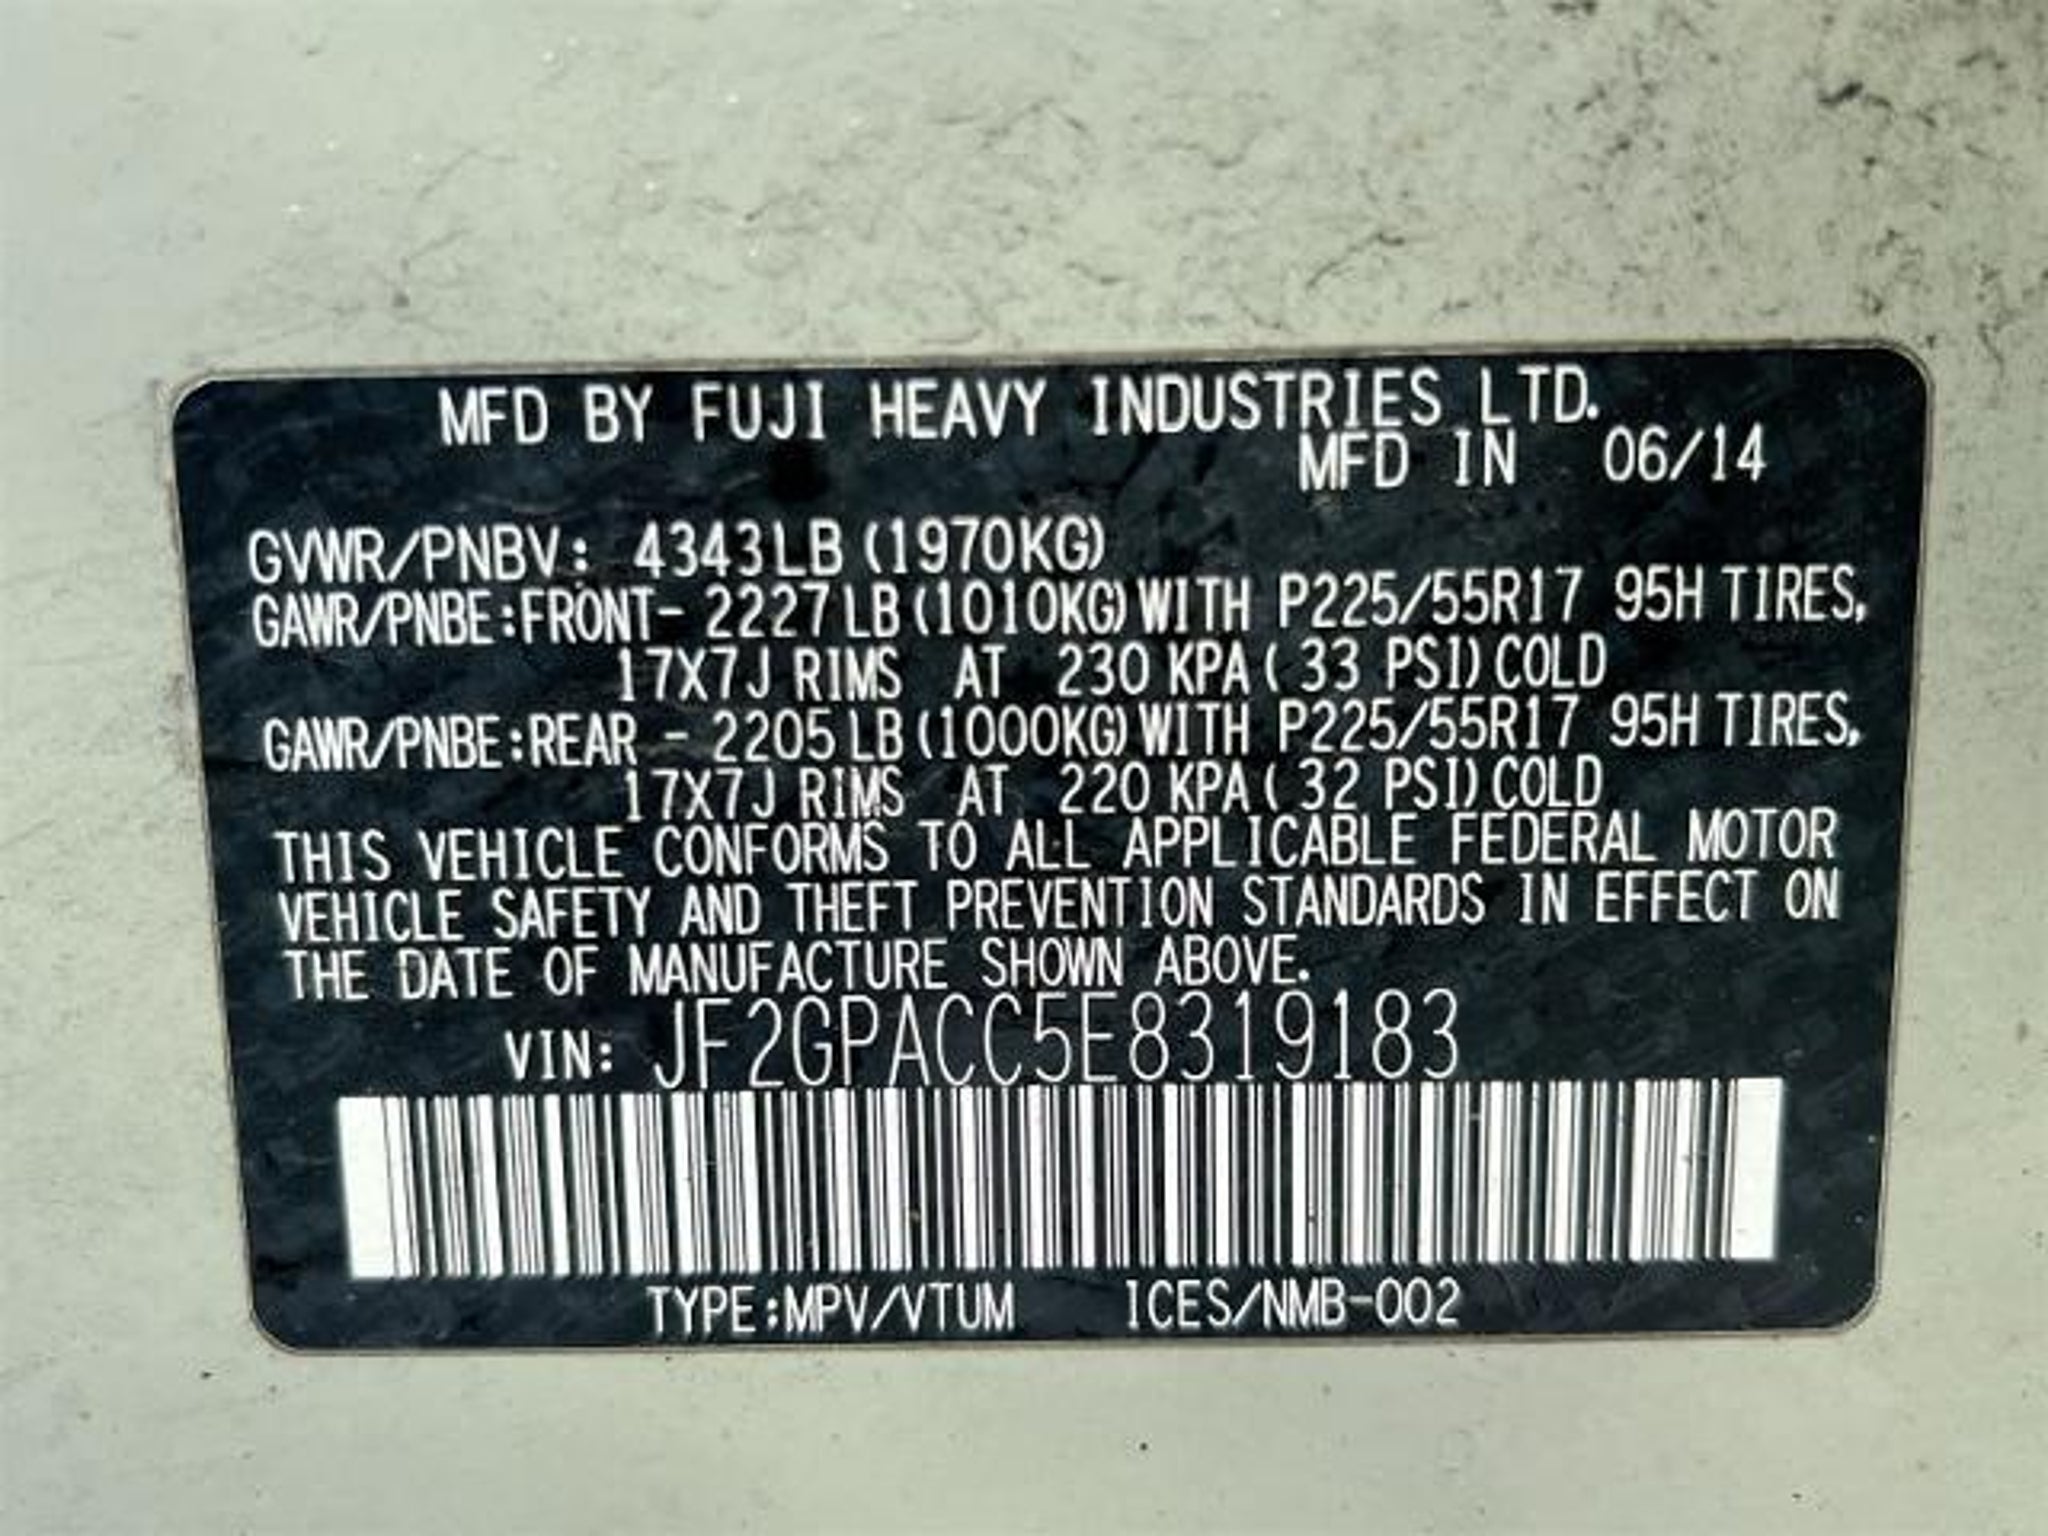 MFD BY FUJI HEAVY INDUSTRIES LTD.
MFD IN 06/14
GVWR/PNBV: 4343LB (1970KG)
GAWR/PNBE:FRONT- 2227LB (1010KG) WITH P225/55R17 95H TIRES,
17X7J RIMS AT 230 KPA ( 33 PSI) COLD
GAWR/PNBE:REAR - 2205LB (1000KG) WITH P225/55R17 95H TIRES,
17X7J RIMS AT 220 KPA ( 32 PSI) COLD
THIS VEHICLE CONFORMS TO ALL APPLICABLE FEDERAL MOTOR
VEHICLE SAFETY AND THEFT PREVENTION STANDARDS IN EFFECT ON
THE DATE OF MANUFACTURE SHOWN ABOVE.
VIN: JF2GPACC5E8319183
TYPE:MPV/VTUM ICES/NMB-002